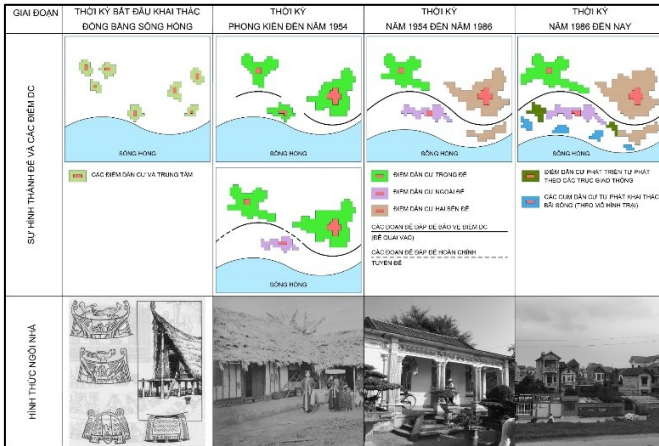 GIAI ĐOẠN
THỜI KỲ BẮT ĐẦU KHAI THÁC
ĐỒNG BẰNG SÔNG HỒNG
THỜI KỲ
PHONG KIẾN ĐẾN NĂM 1954
THỜI KỲ
NĂM 1954 ĐẾN NĂM 1986
THỜI KỲ
NĂM 1986 ĐẾN NAY
SỰ HÌNH THÀNH ĐÊ VÀ CÁC ĐIỂM DC
SÔNG HỒNG
SÔNG HỒNG
SÔNG HỒNG
SÔNG HỒNG
CÁC ĐIỂM DÂN CƯ VÀ TRUNG TÂM
SÔNG HỒNG
ĐIỂM DÂN CƯ TRONG ĐÊ
ĐIỂM DÂN CƯ NGOÀI ĐÊ
ĐIỂM DÂN CƯ HAI BÊN ĐÊ
CÁC ĐOẠN ĐÊ ĐẮP ĐỂ BẢO VỆ ĐIỂM DC
(ĐÊ QUAI VẠC)
CÁC ĐOẠN ĐÊ ĐẮP ĐỂ HOÀN CHỈNH
TUYẾN ĐÊ
ĐIỂM DÂN CƯ PHÁT TRIỂN TỰ PHÁT
THEO CÁC TRỤC GIAO THÔNG
CÁC CỤM DÂN CƯ TỰ PHÁT KHAI THÁC
BÃI SÔNG (THEO MÔ HÌNH TRẠI)
HÌNH THỨC NGÔI NHÀ